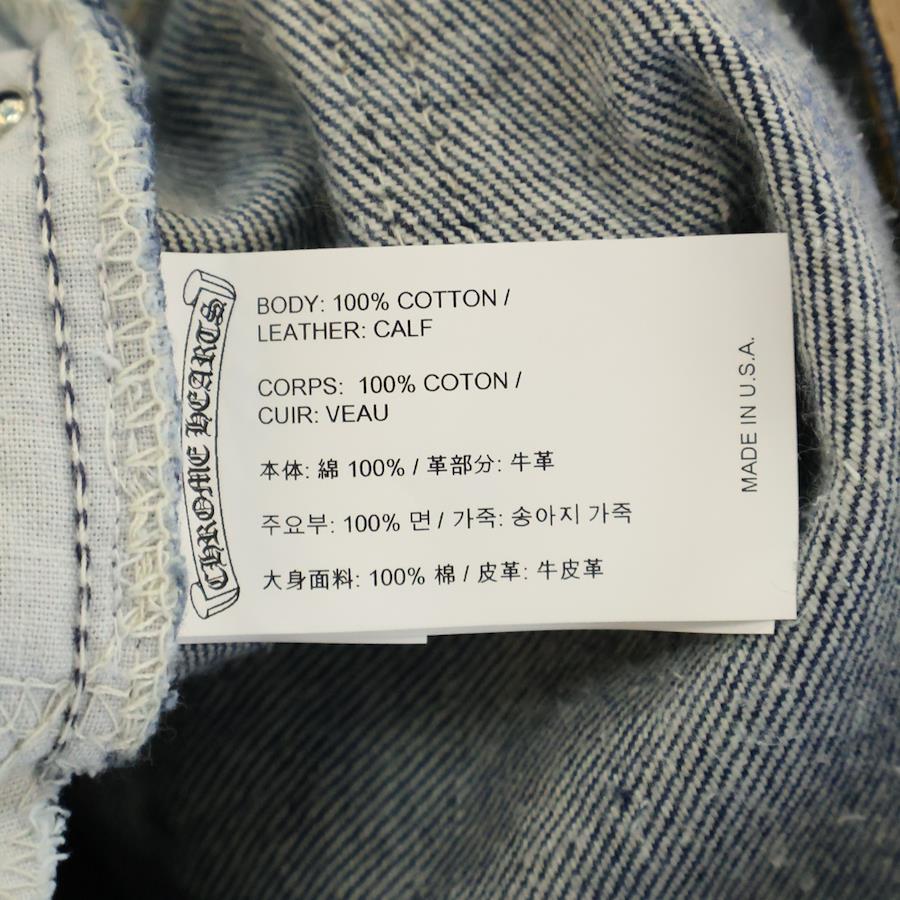 CHROME HEARTS
BODY: 100% COTTON /
LEATHER: CALF
CORPS: 100% COTON /
CUIR: VEAU
本体: 綿 100% / 革部分: 牛革
주요부: 100% 면 / 가죽: 송아지 가죽
大身面料: 100% 棉 / 皮革: 牛皮革
MADE IN U.S.A.